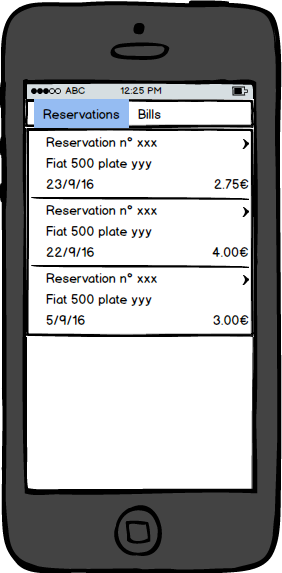 ABC 12:25 PM
Reservations Bills
Reservation n° xxx
Fiat 500 plate yyy
23/9/16 2.75€
Reservation n° xxx
Fiat 500 plate yyy
22/9/16 4.00€
Reservation n° xxx
Fiat 500 plate yyy
5/9/16 3.00€